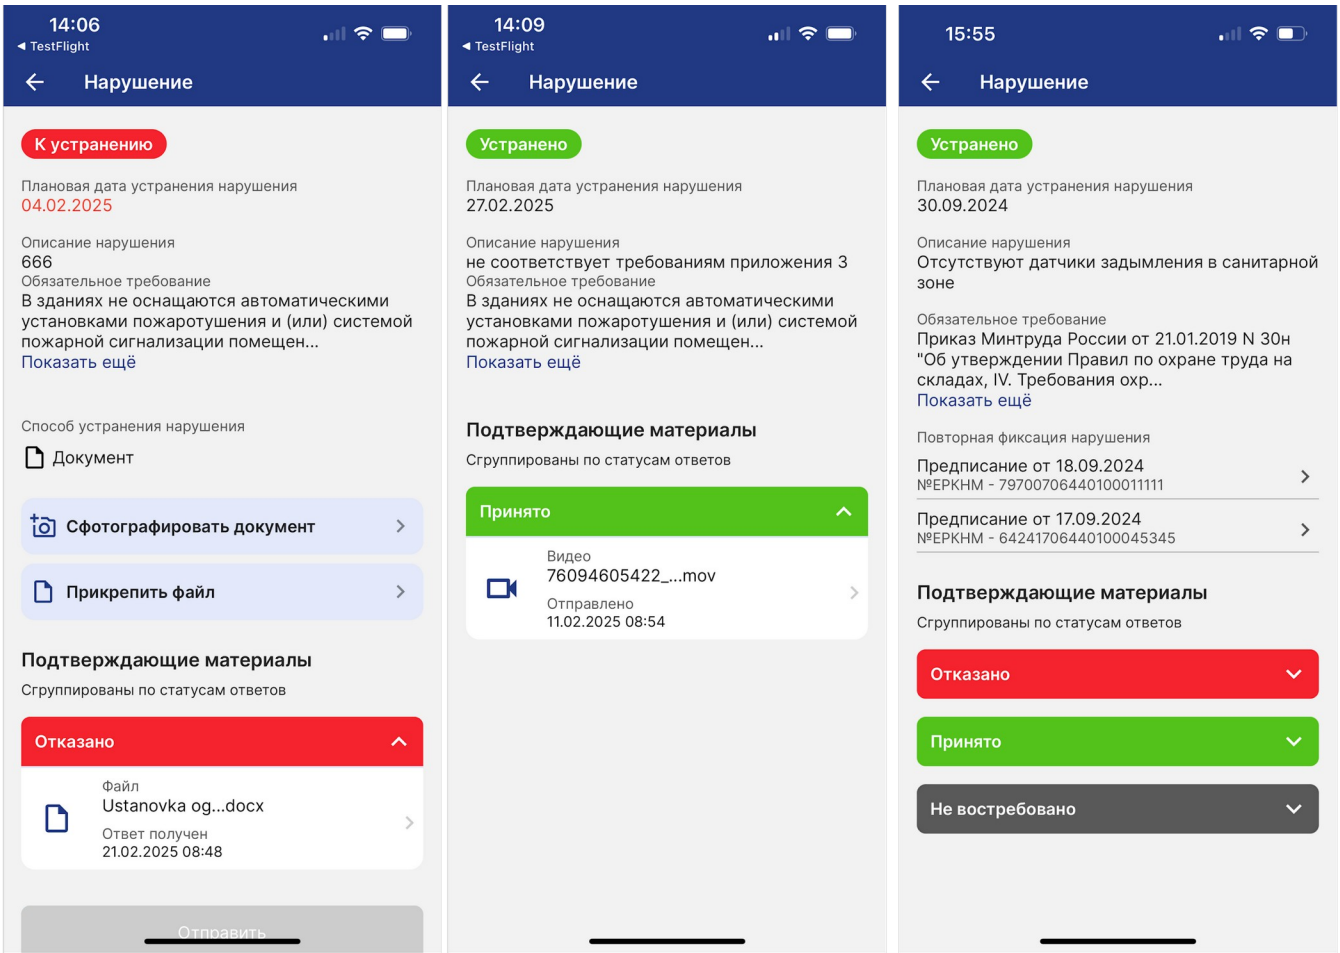 14:06
◀ TestFlight
Нарушение
К устранению
Плановая дата устранения нарушения
04.02.2025
Описание нарушения
666
Обязательное требование
В зданиях не оснащаются автоматическими
установками пожаротушения и (или) системой
пожарной сигнализации помещен...
Показать ещё
Способ устранения нарушения
Документ
Сфотографировать документ
Прикрепить файл
Подтверждающие материалы
Сгруппированы по статусам ответов
Отказано
Файл
Ustanovka og...docx
Ответ получен
21.02.2025 08:48
Отправить
14:09
◀ TestFlight
Нарушение
Устранено
Плановая дата устранения нарушения
27.02.2025
Описание нарушения
не соответствует требованиям приложения 3
Обязательное требование
В зданиях не оснащаются автоматическими
установками пожаротушения и (или) системой
пожарной сигнализации помещен...
Показать ещё
Подтверждающие материалы
Сгруппированы по статусам ответов
Принято
Видео
76094605422_...mov
Отправлено
11.02.2025 08:54
15:55
Нарушение
Устранено
Плановая дата устранения нарушения
30.09.2024
Описание нарушения
Отсутствуют датчики задымления в санитарной
зоне
Обязательное требование
Приказ Минтруда России от 21.01.2019 N 30н
"Об утверждении Правил по охране труда на
складах, IV. Требования охр...
Показать ещё
Повторная фиксация нарушения
Предписание от 18.09.2024
№ЕРКНМ - 79700706440100011111
Предписание от 17.09.2024
№ЕРКНМ - 64241706440100045345
Подтверждающие материалы
Сгруппированы по статусам ответов
Отказано
Принято
Не востребовано